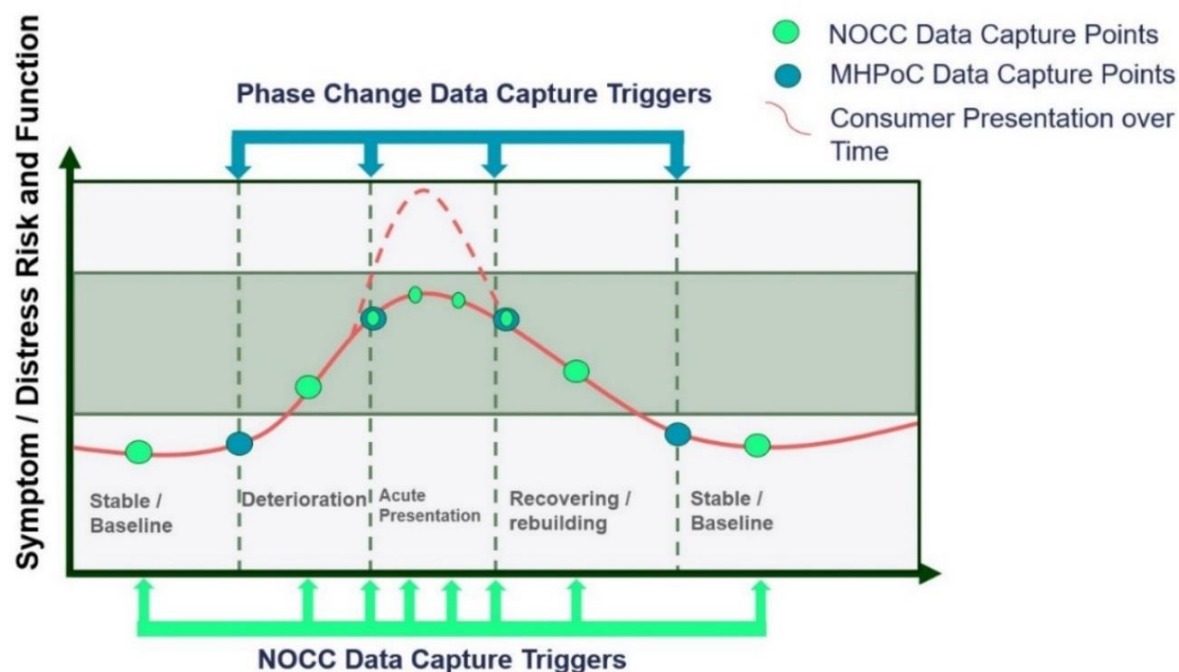 NOCC Data Capture Points
MHPoC Data Capture Points
Consumer Presentation over
Time
Phase Change Data Capture Triggers
Symptom / Distress Risk and Function
Stable /
Baseline
Deterioration
Acute
Presentation
Recovering /
rebuilding
Stable /
Baseline
NOCC Data Capture Triggers